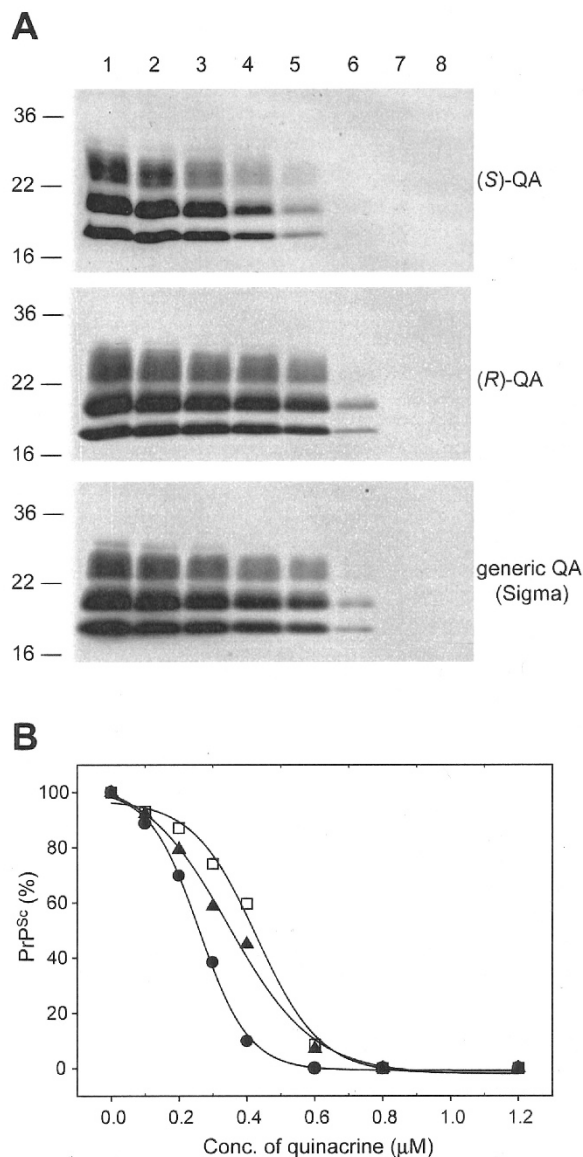 A
1 2 3 4 5 6 7 8
36
22
16
(S)-QA
36
22
16
(R)-QA
36
22
16
generic QA
(Sigma)
B
100
80
60
40
20
0
PrPSc (%)
0.0 0.2 0.4 0.6 0.8 1.0 1.2
Conc. of quinacrine (µM)